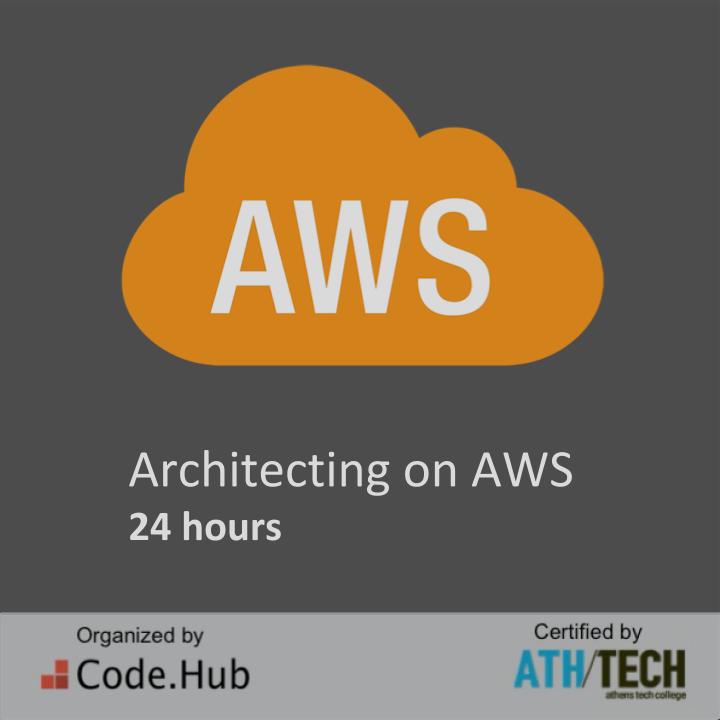 AWS
Architecting on AWS
24 hours
Organized by
Code.Hub
Certified by
ATH/TECH
athens tech college